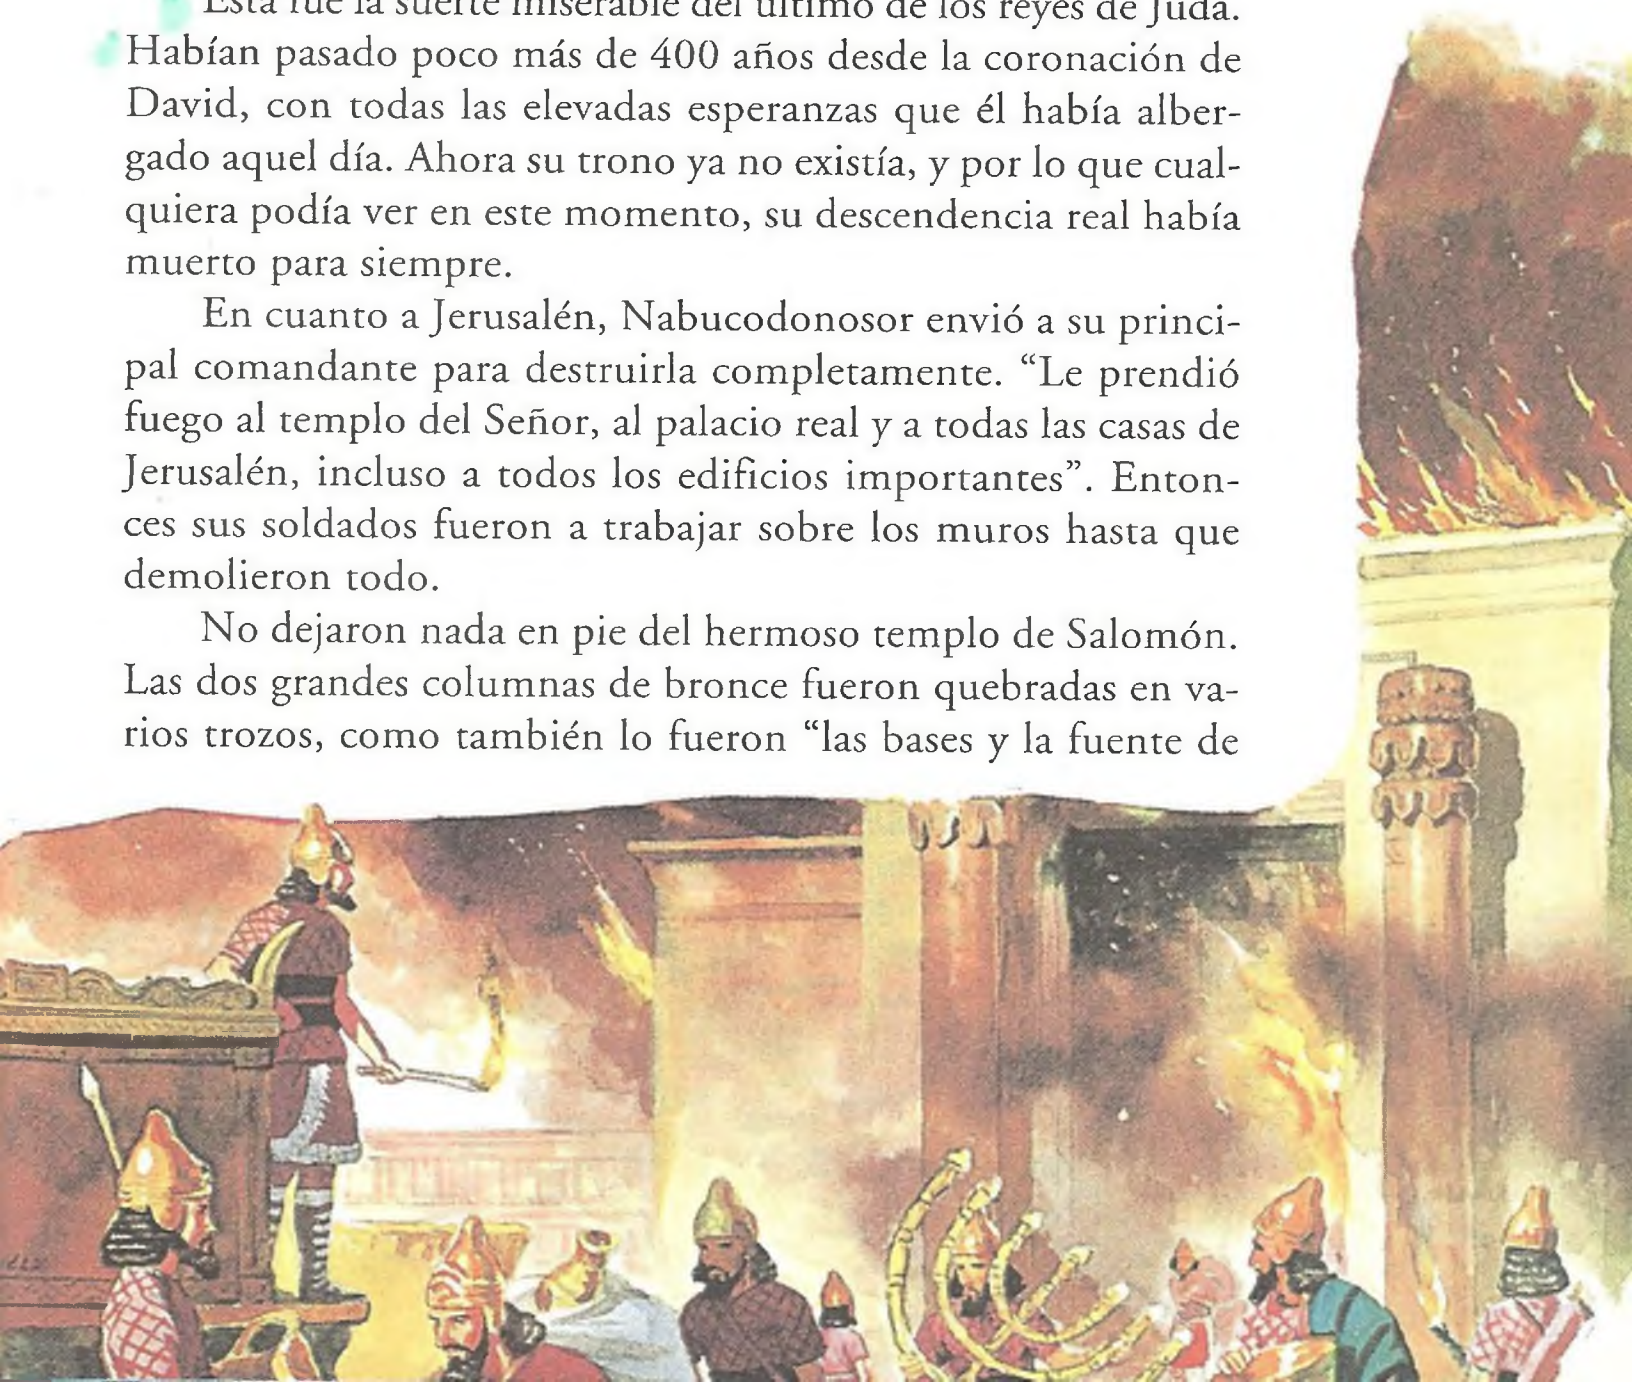 Esta fue la suerte miserable del último de los reyes de Judá.
Habían pasado poco más de 400 años desde la coronación de
David, con todas las elevadas esperanzas que él había alber-
gado aquel día. Ahora su trono ya no existía, y por lo que cual-
quiera podía ver en este momento, su descendencia real había
muerto para siempre.
En cuanto a Jerusalén, Nabucodonosor envió a su princi-
pal comandante para destruirla completamente. “Le prendió
fuego al templo del Señor, al palacio real y a todas las casas de
Jerusalén, incluso a todos los edificios importantes”. Enton-
ces sus soldados fueron a trabajar sobre los muros hasta que
demolieron todo.
No dejaron nada en pie del hermoso templo de Salomón.
Las dos grandes columnas de bronce fueron quebradas en va-
rios trozos, como también lo fueron “las bases y la fuente de